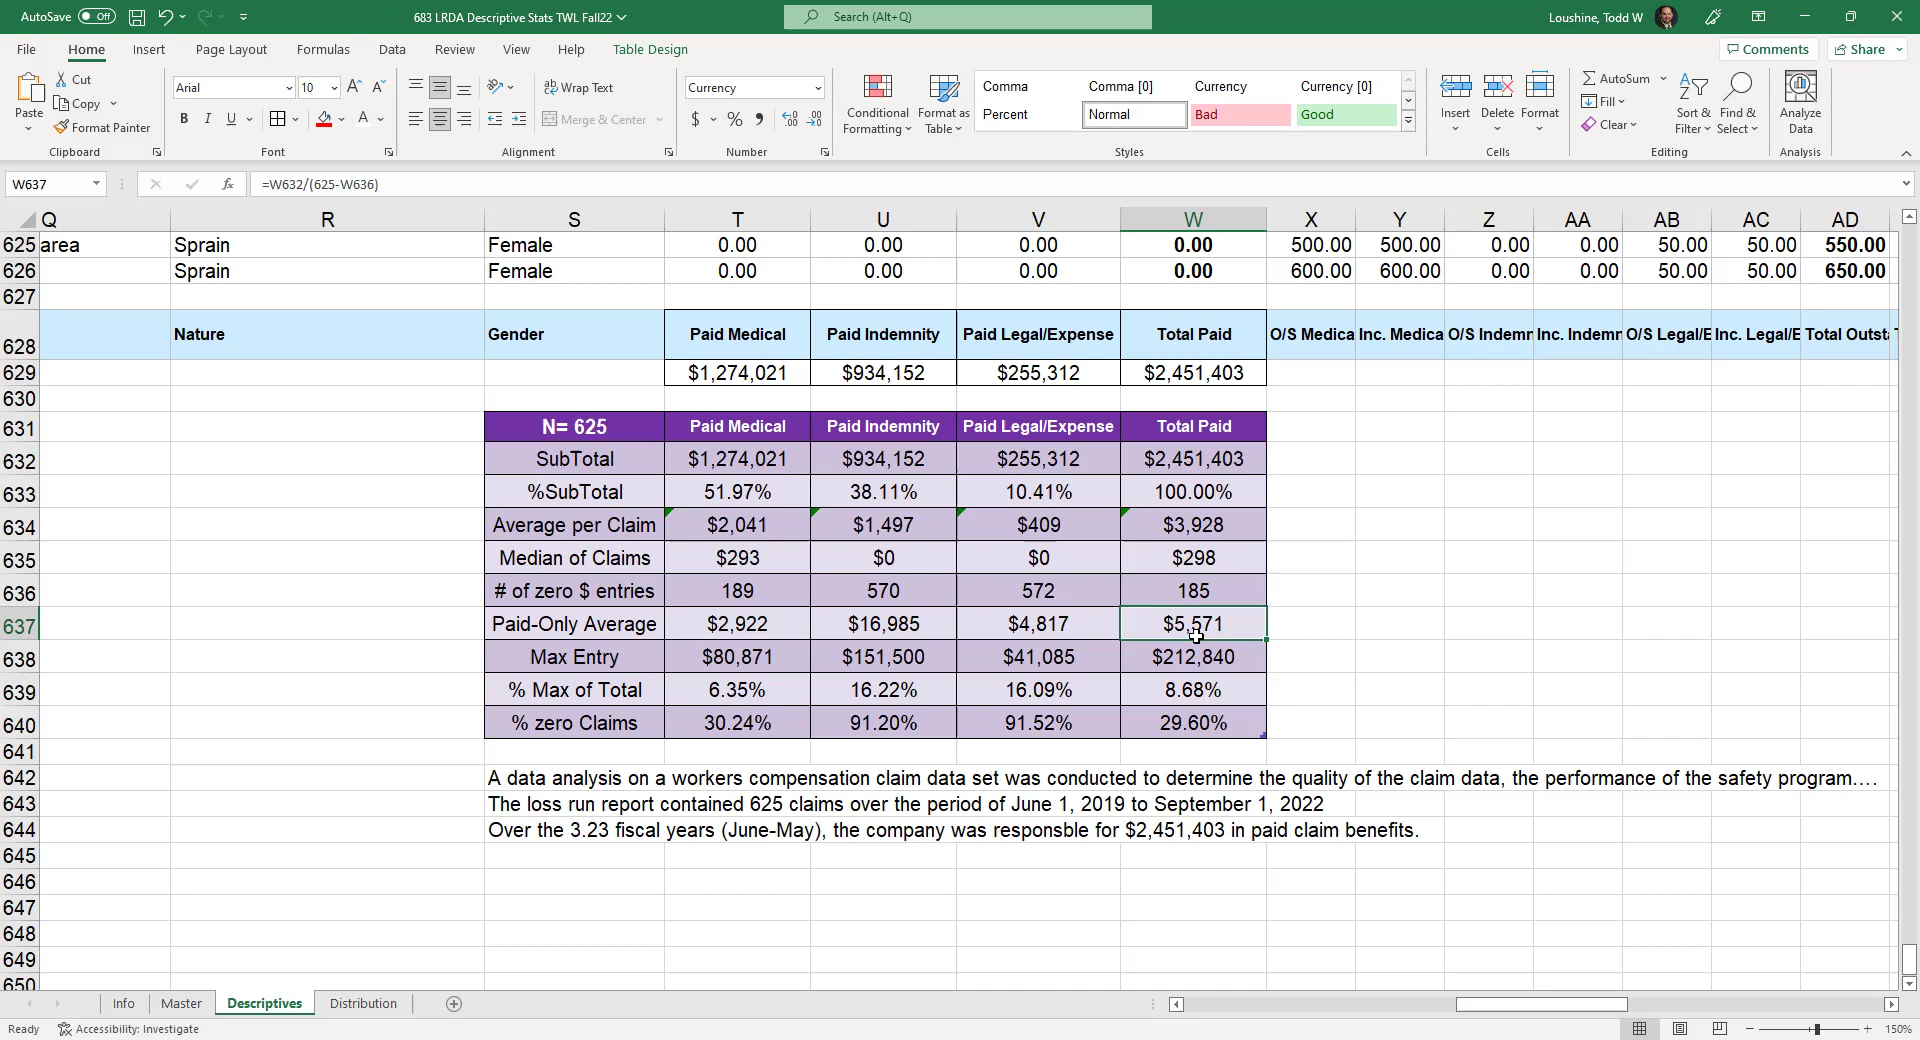 AutoSave Off 683 LRDA Descriptive Stats TWL Fall22 Search (Alt+Q) Loushine, Todd W
File Home Insert Page Layout Formulas Data Review View Help Table Design Comments Share
Paste Cut Copy Format Painter Clipboard
Arial 10 B I U A Font
Wrap Text Merge & Center Alignment
Currency $ % Number
Conditional Formatting Format as Table
Comma Comma [0] Currency Currency [0]
Percent Normal Bad Good
Styles
Insert Delete Format Cells
AutoSum Fill Clear Sort & Filter Find & Select Editing
Analyze Data Analysis
W637 fx =W632/(625-W636)
Q R S T U V W X Y Z AA AB AC AD
625 area Sprain Female 0.00 0.00 0.00 0.00 500.00 500.00 0.00 0.00 50.00 50.00 550.00
626 Sprain Female 0.00 0.00 0.00 0.00 600.00 600.00 0.00 0.00 50.00 50.00 650.00
627
628 Nature Gender Paid Medical Paid Indemnity Paid Legal/Expense Total Paid O/S Medica Inc. Medica O/S Indemn Inc. Indemn O/S Legal/E Inc. Legal/E Total Outsta
629 $1,274,021 $934,152 $255,312 $2,451,403
630
631 N= 625 Paid Medical Paid Indemnity Paid Legal/Expense Total Paid
632 SubTotal $1,274,021 $934,152 $255,312 $2,451,403
633 %SubTotal 51.97% 38.11% 10.41% 100.00%
634 Average per Claim $2,041 $1,497 $409 $3,928
635 Median of Claims $293 $0 $0 $298
636 # of zero $ entries 189 570 572 185
637 Paid-Only Average $2,922 $16,985 $4,817 $5,571
638 Max Entry $80,871 $151,500 $41,085 $212,840
639 % Max of Total 6.35% 16.22% 16.09% 8.68%
640 % zero Claims 30.24% 91.20% 91.52% 29.60%
641
642 A data analysis on a workers compensation claim data set was conducted to determine the quality of the claim data, the performance of the safety program....
643 The loss run report contained 625 claims over the period of June 1, 2019 to September 1, 2022
644 Over the 3.23 fiscal years (June-May), the company was responsble for $2,451,403 in paid claim benefits.
645
646
647
648
649
650
Info Master Descriptives Distribution
Ready Accessibility: Investigate 150%